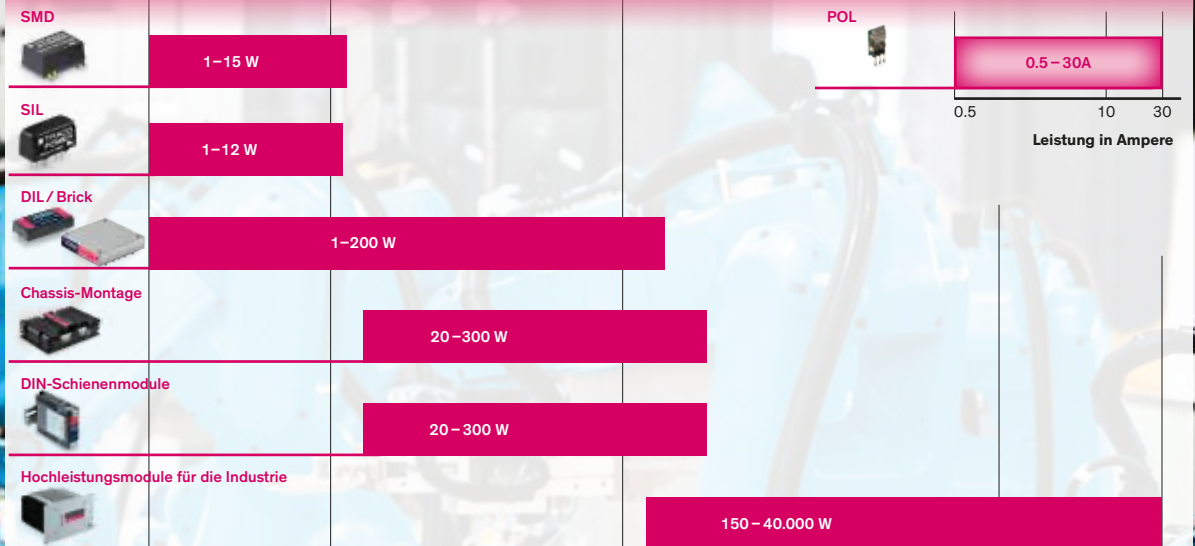 SMD
1–15 W
POL
0.5 – 30A
0.5 10 30
Leistung in Ampere
SIL
1–12 W
DIL / Brick
1–200 W
Chassis-Montage
20 – 300 W
DIN-Schienenmodule
20 – 300 W
Hochleistungsmodule für die Industrie
150 – 40.000 W